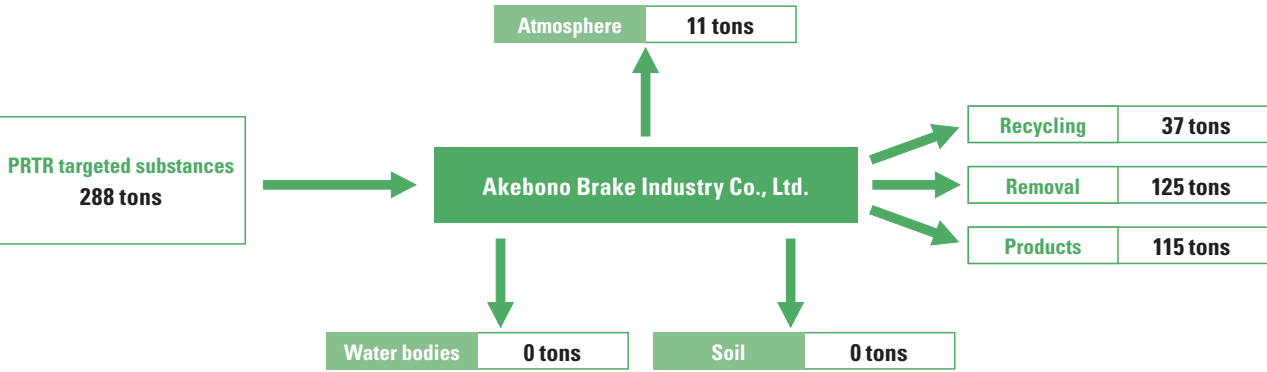 Atmosphere 11 tons
PRTR targeted substances
288 tons
Akebono Brake Industry Co., Ltd.
Recycling 37 tons
Removal 125 tons
Products 115 tons
Water bodies 0 tons
Soil 0 tons